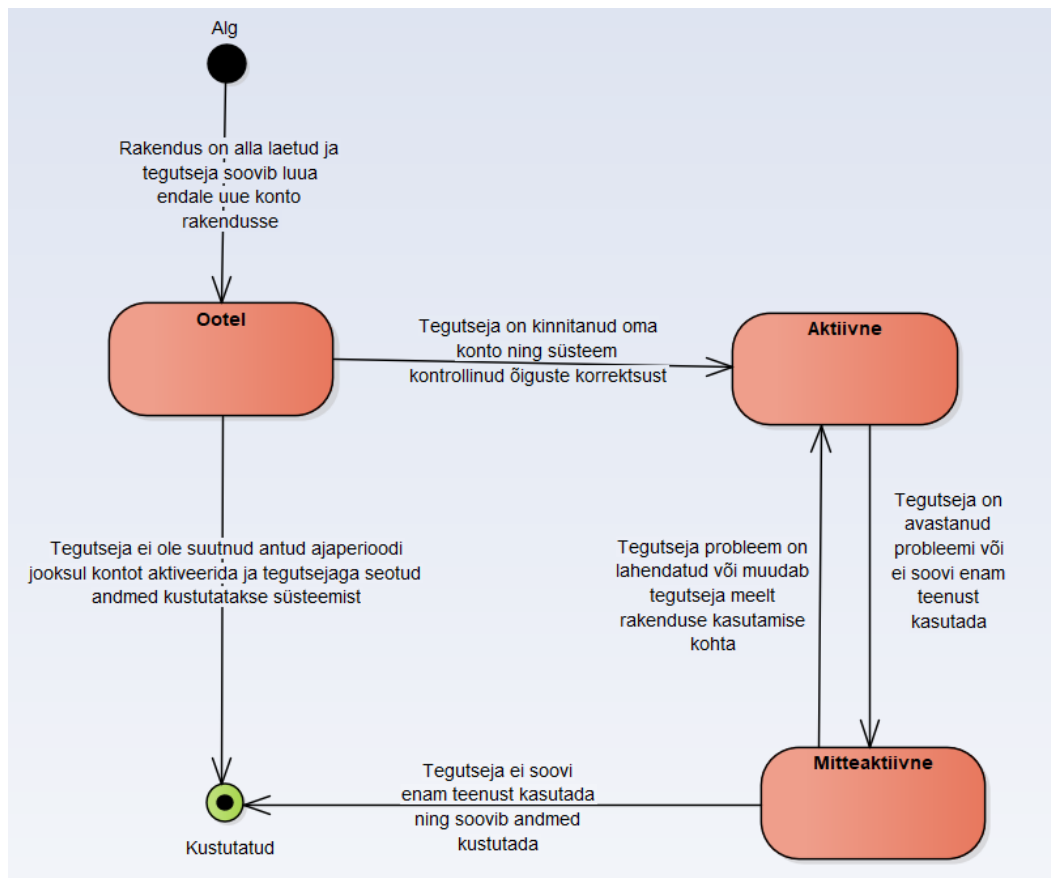 Alg
Rakendus on alla laetud ja
tegutseja soovib luua
endale uue konto
rakendusse
Ootel
Tegutseja on kinnitanud oma
konto ning süsteem
kontrollinud õiguste korrektsust
Aktiivne
Tegutseja on
avastanud
probleemi või
ei soovi enam
teenust
kasutada
Tegutseja probleem on
lahendatud või muudab
tegutseja meelt
rakenduse kasutamise
kohta
Tegutseja ei ole suutnud antud ajaperioodi
jooksul kontot aktiveerida ja tegutsejaga seotud
andmed kustutatakse süsteemist
Mitteaktiivne
Tegutseja ei soovi
enam teenust kasutada
ning soovib andmed
kustutada
Kustutatud